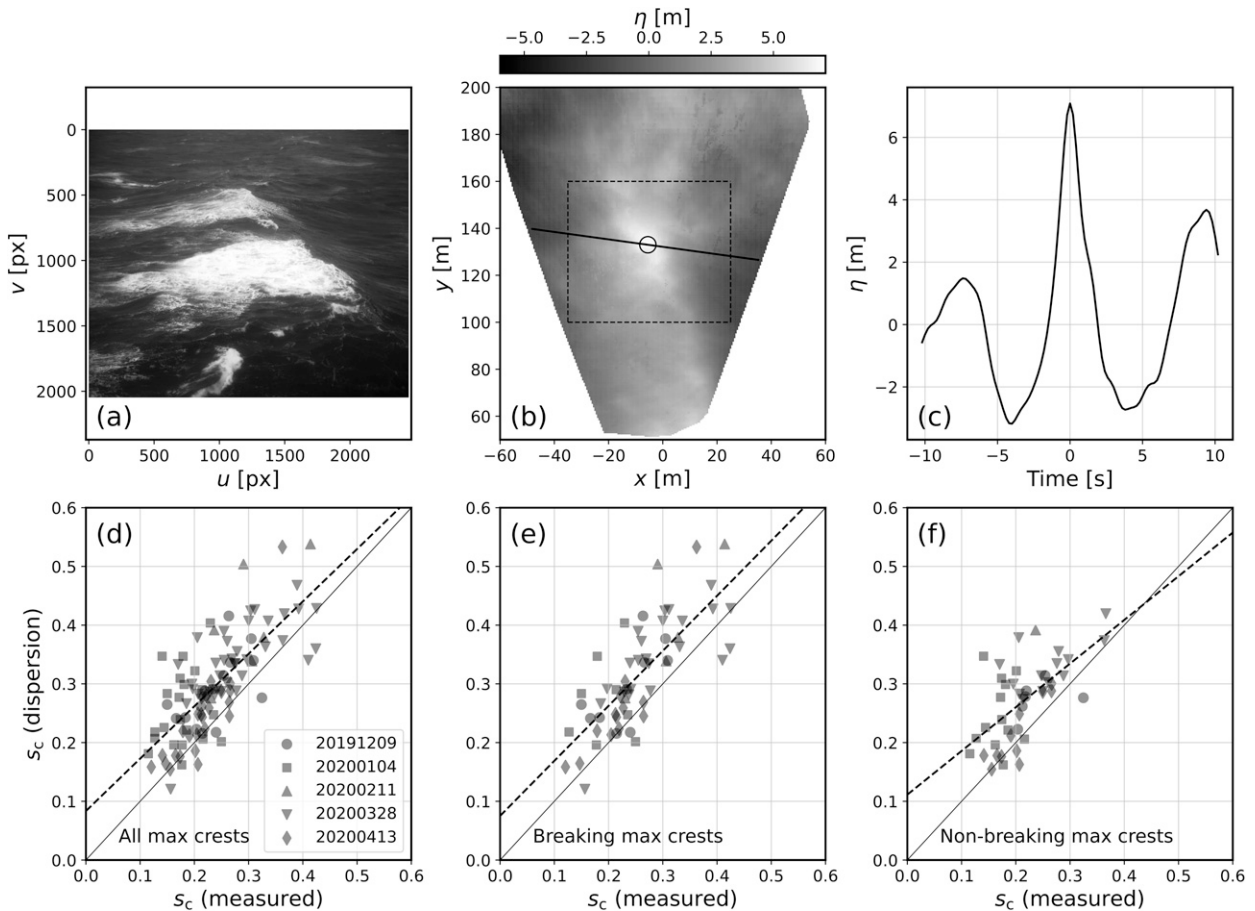 η [m]
−5.0 −2.5 0.0 2.5 5.0
0
500
1000
1500
2000
v [px]
(a)
0 500 1000 1500 2000
u [px]
200
180
160
140
120
100
80
60
y [m]
(b)
−60 −40 −20 0 20 40 60
x [m]
6
4
2
0
−2
η [m]
(c)
−10 −5 0 5 10
Time [s]
(d)
0.6
0.5
0.4
0.3
0.2
0.1
0.0
s_c (dispersion)
20191209
20200104
20200211
20200328
20200413
All max crests
0.0 0.1 0.2 0.3 0.4 0.5 0.6
s_c (measured)
(e)
0.6
0.5
0.4
0.3
0.2
0.1
0.0
Breaking max crests
0.0 0.1 0.2 0.3 0.4 0.5 0.6
s_c (measured)
(f)
0.6
0.5
0.4
0.3
0.2
0.1
0.0
Non-breaking max crests
0.0 0.1 0.2 0.3 0.4 0.5 0.6
s_c (measured)